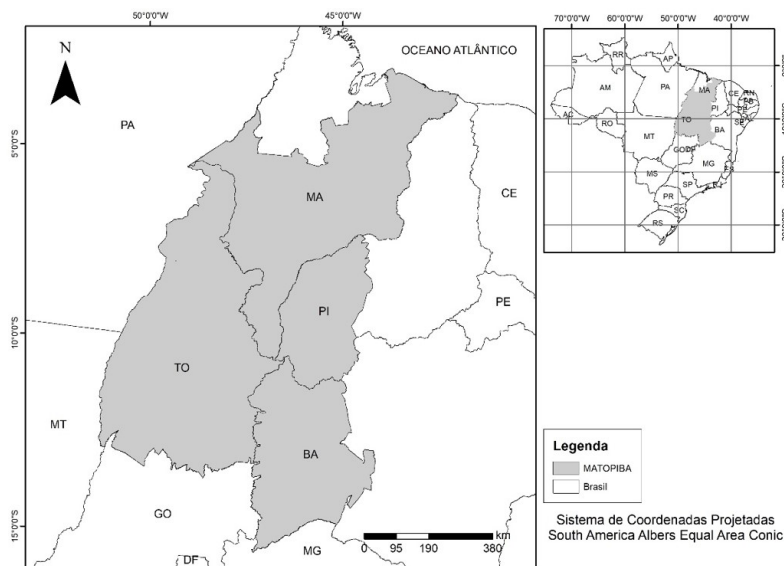 50°0'0"O
45°0'0"O
N
OCEANO ATLÂNTICO
PA
5°0'0"S
MA
CE
PI
PE
10°0'0"S
TO
MT
BA
GO
15°0'0"S
DF
MG
0 95 190 380
km
70°0'0"O 60°0'0"O 50°0'0"O 40°0'0"O
RR
AP
AM
PA
MA
CE
RN
PB
PI
AC
TO
RO
SE
MT
BA
GO
DF
MG
MS
ES
SP
PR
SC
RS
Legenda
MATOPIBA
Brasil
Sistema de Coordenadas Projetadas
South America Albers Equal Area Conic